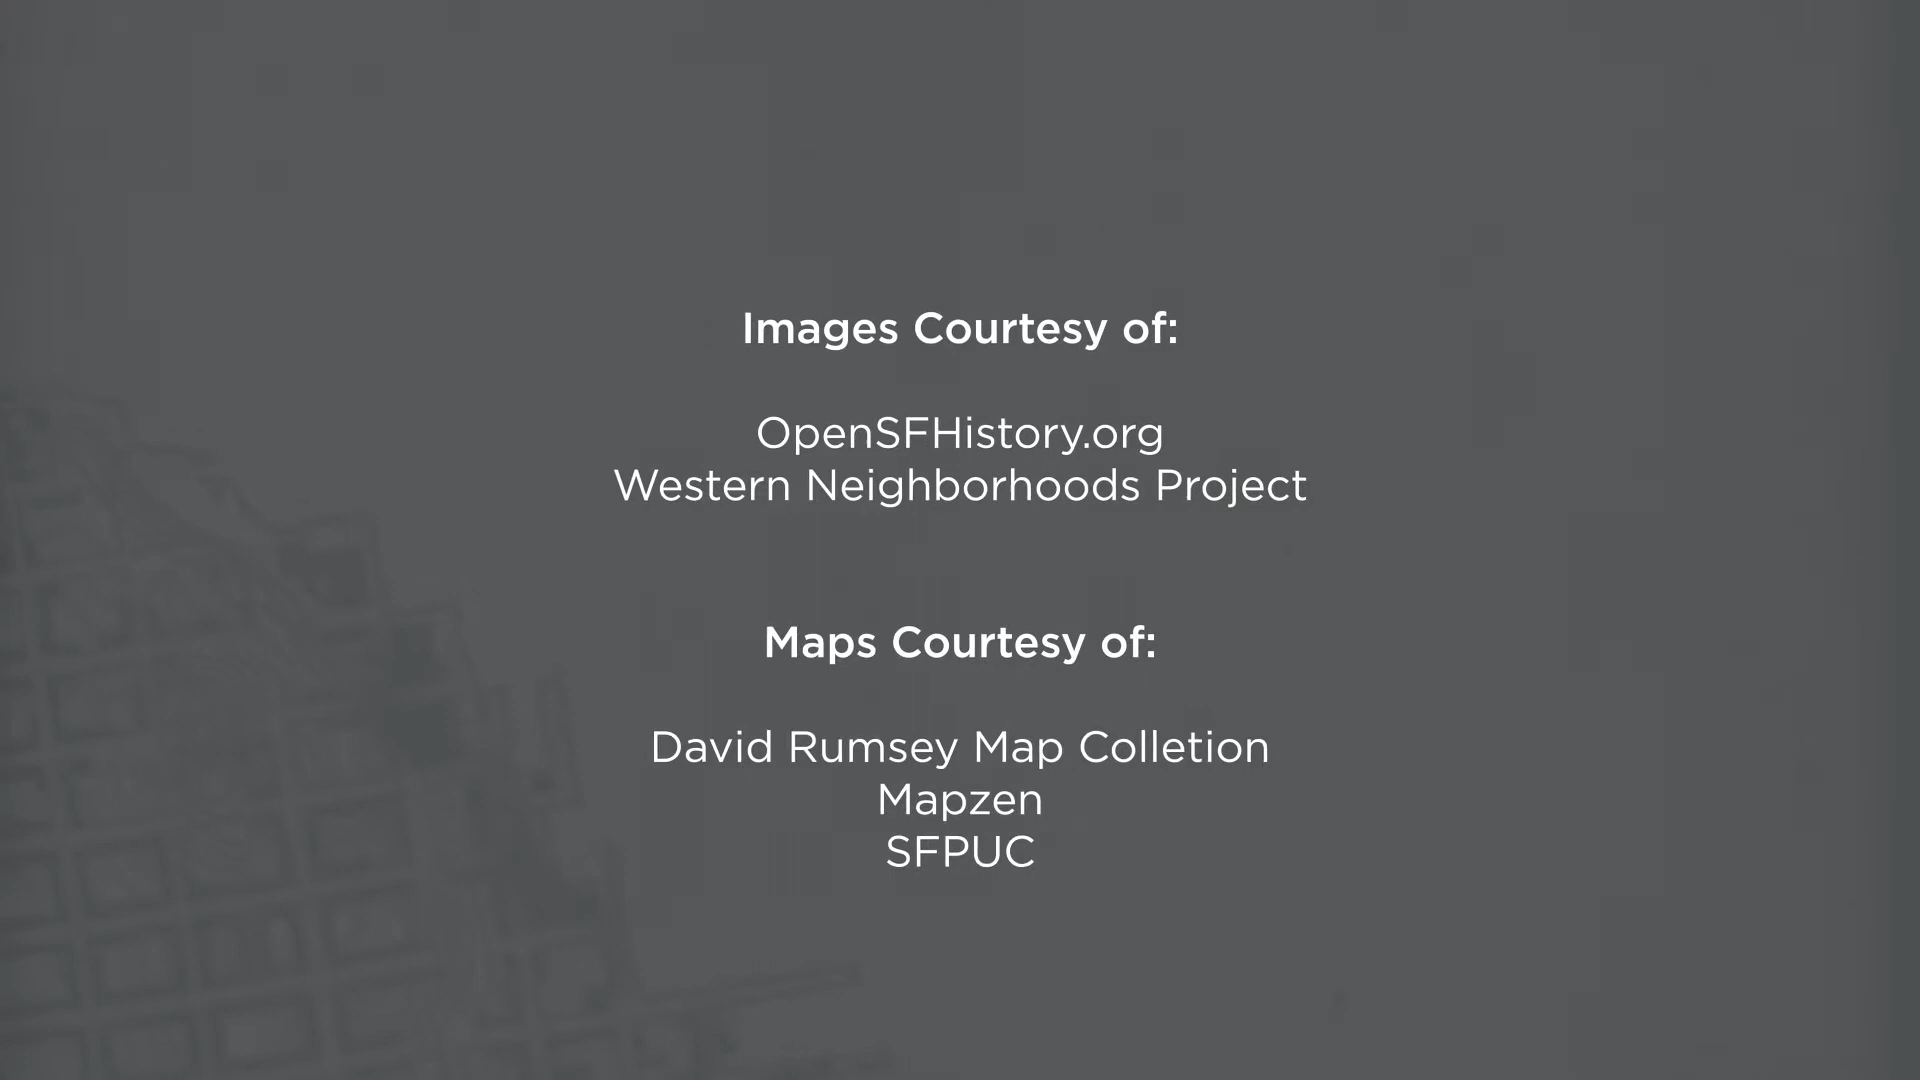 Images Courtesy of:
OpenSFHistory.org
Western Neighborhoods Project
Maps Courtesy of:
David Rumsey Map Colletion
Mapzen
SFPUC